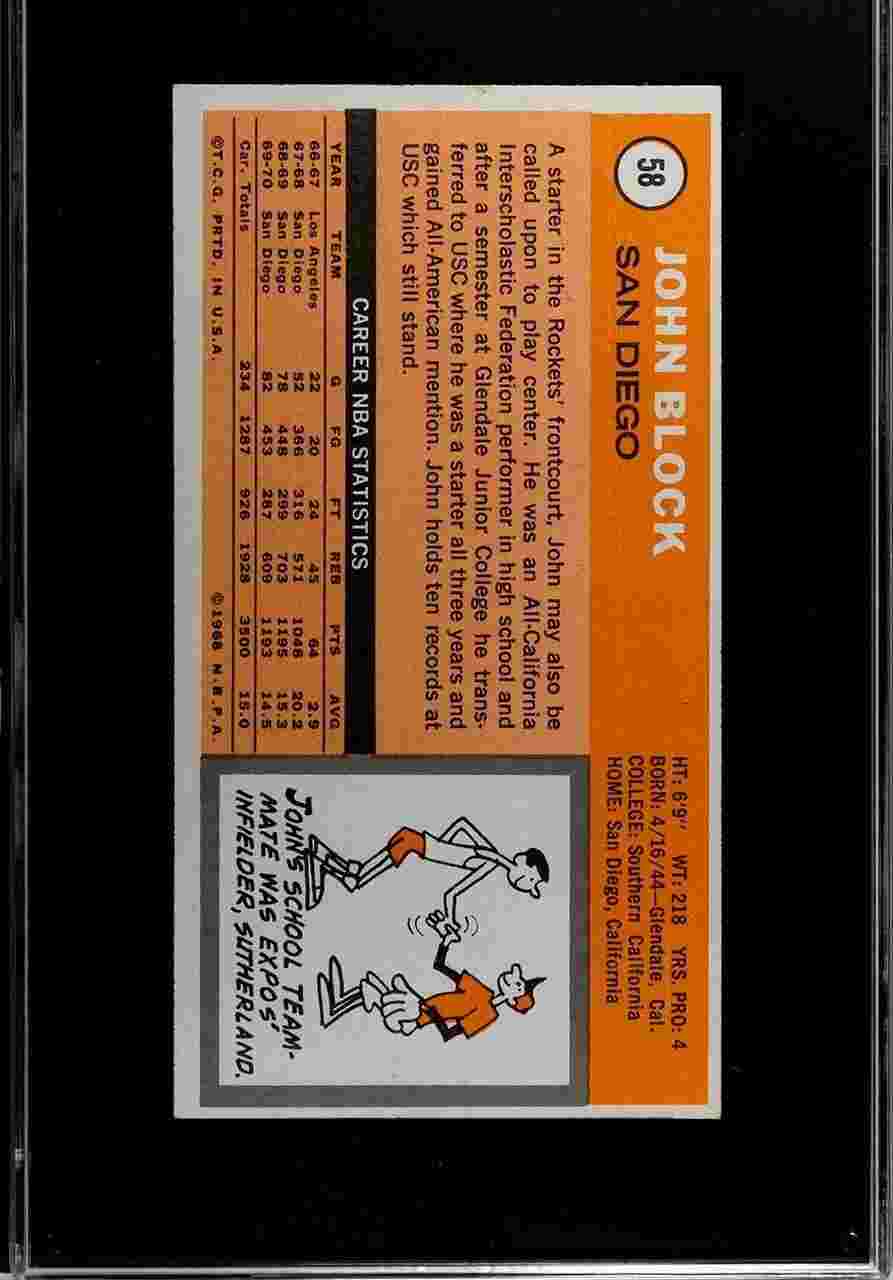 58
JOHN BLOCK
SAN DIEGO
HT: 6'9" WT: 218 YRS. PRO: 4
BORN: 4/16/44—Glendale, Cal.
COLLEGE: Southern California
HOME: San Diego, California
A starter in the Rockets' frontcourt, John may also be
called upon to play center. He was an All-California
Interscholastic Federation performer in high school and
after a semester at Glendale Junior College he trans-
ferred to USC where he was a starter all three years and
gained All-American mention. John holds ten records at
USC which still stand.
CAREER NBA STATISTICS
YEAR TEAM G FG FT REB PTS AVG
66-67 Los Angeles 22 20 24 45 64 2.9
67-68 San Diego 52 366 316 571 1048 20.2
68-69 San Diego 78 448 299 703 1195 15.3
69-70 San Diego 82 453 287 609 1193 14.5
Car. Totals 234 1287 926 1928 3500 15.0
©T.C.G. PRTD. IN U.S.A. ©1968 N.B.P.A.
JOHN'S SCHOOL TEAM-
MATE WAS EXPOS'
INFIELDER, SUTHERLAND.